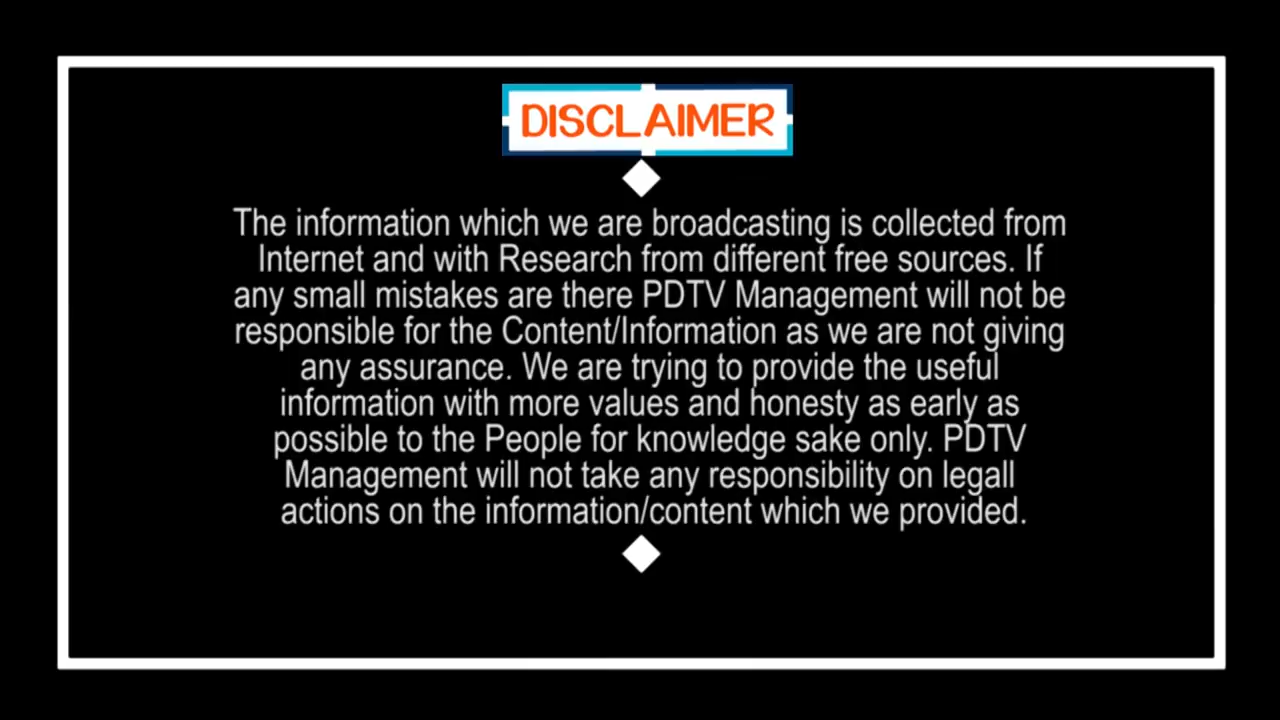 DISCLAIMER
The information which we are broadcasting is collected from
Internet and with Research from different free sources. If
any small mistakes are there PDTV Management will not be
responsible for the Content/Information as we are not giving
any assurance. We are trying to provide the useful
information with more values and honesty as early as
possible to the People for knowledge sake only. PDTV
Management will not take any responsibility on legall
actions on the information/content which we provided.